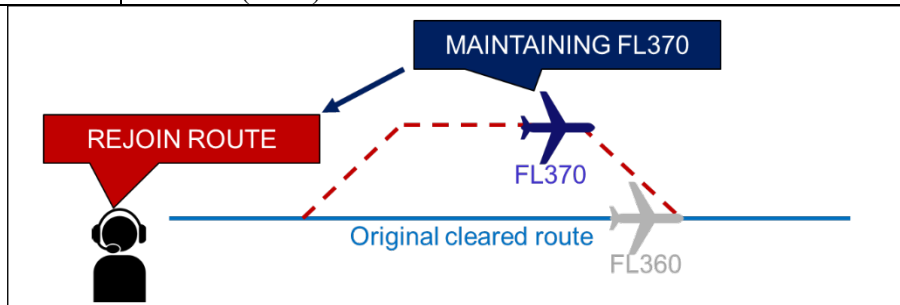 MAINTAINING FL370
REJOIN ROUTE
FL370
Original cleared route
FL360